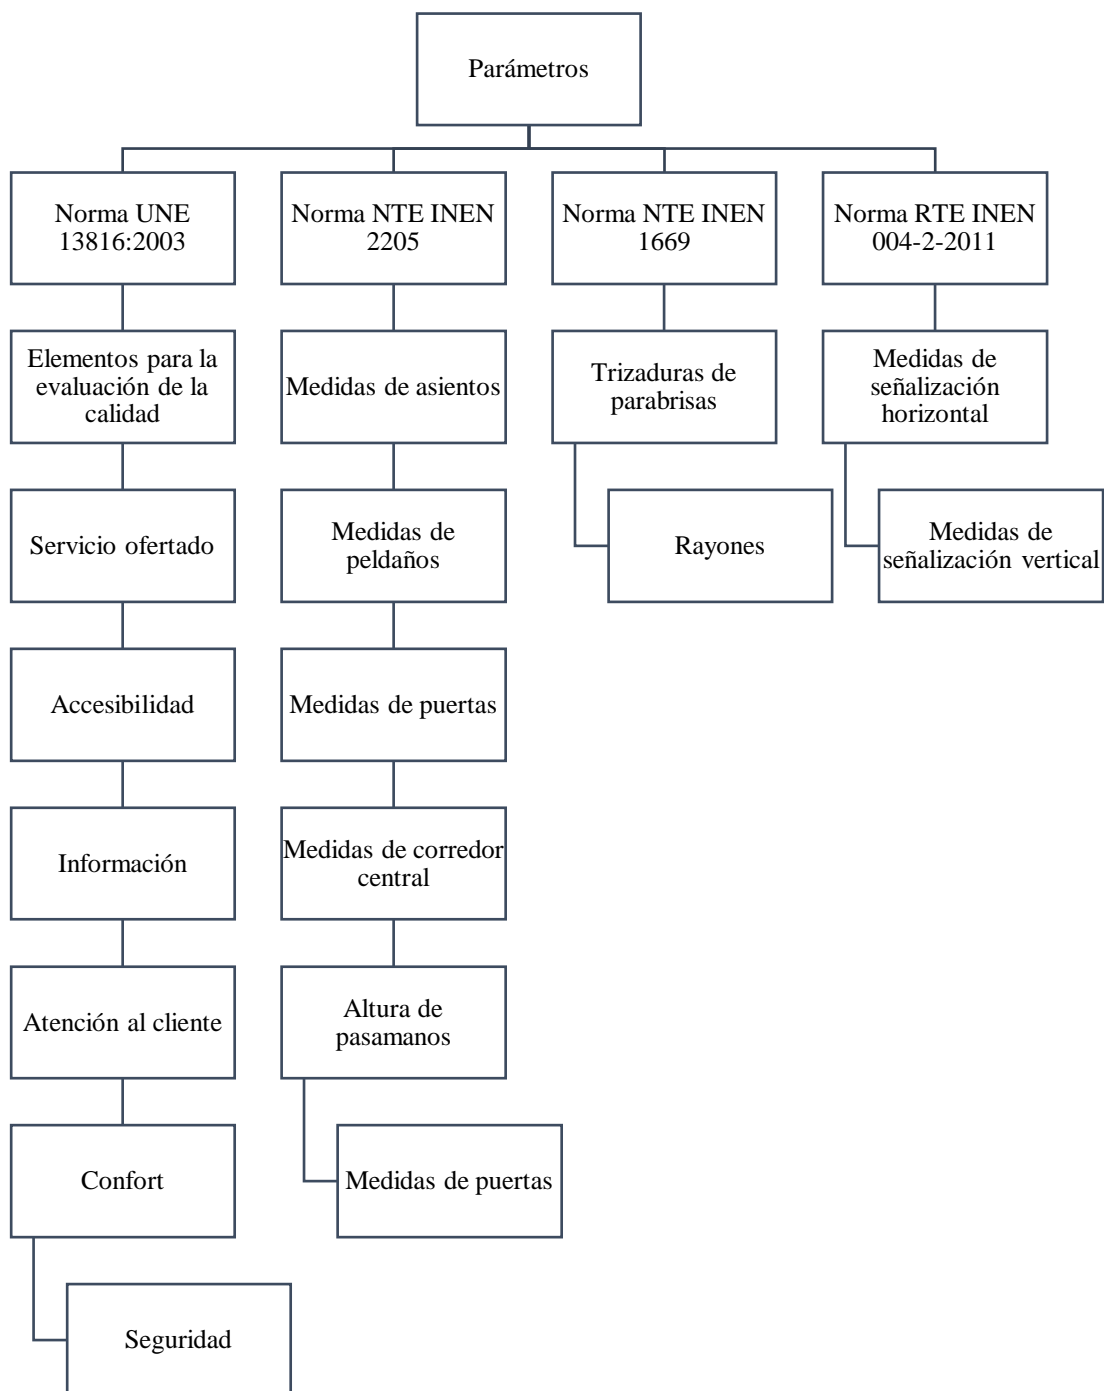 Parámetros
Norma UNE
13816:2003
Norma NTE INEN
2205
Norma NTE INEN
1669
Norma RTE INEN
004-2-2011
Elementos para la
evaluación de la
calidad
Medidas de asientos
Trizaduras de
parabrisas
Medidas de
señalización
horizontal
Servicio ofertado
Medidas de
peldaños
Rayones
Medidas de
señalización vertical
Accesibilidad
Medidas de puertas
Información
Medidas de corredor
central
Atención al cliente
Altura de
pasamanos
Confort
Medidas de puertas
Seguridad